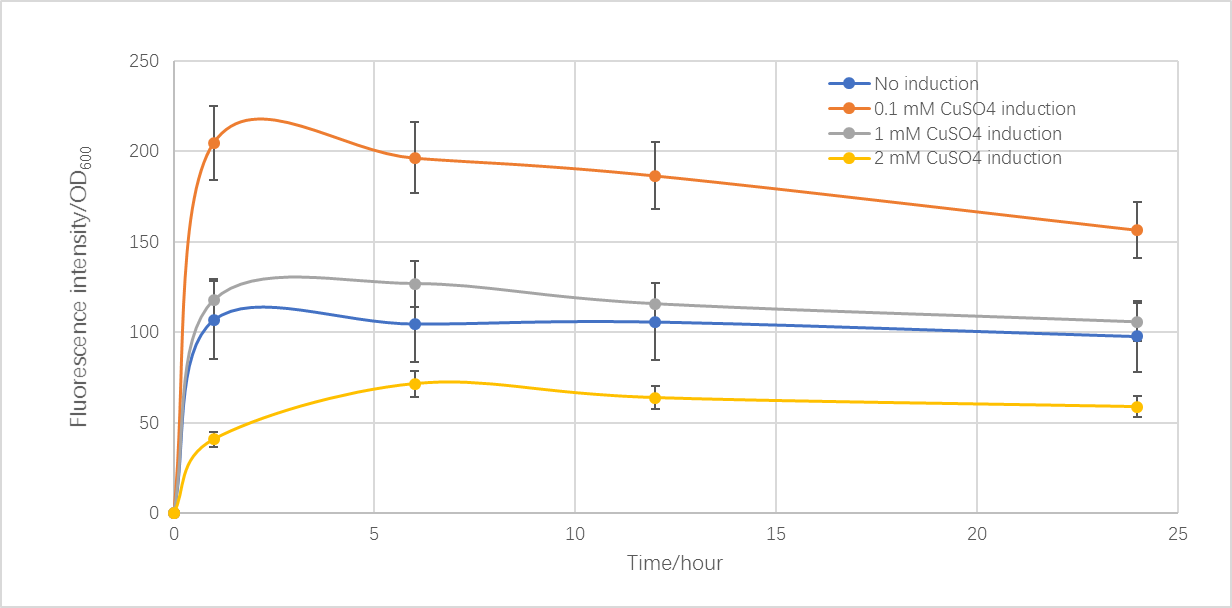 250
200
150
100
50
0
0 5 10 15 20 25
Fluorescence intensity/OD₆₀₀
Time/hour
No induction
0.1 mM CuSO4 induction
1 mM CuSO4 induction
2 mM CuSO4 induction